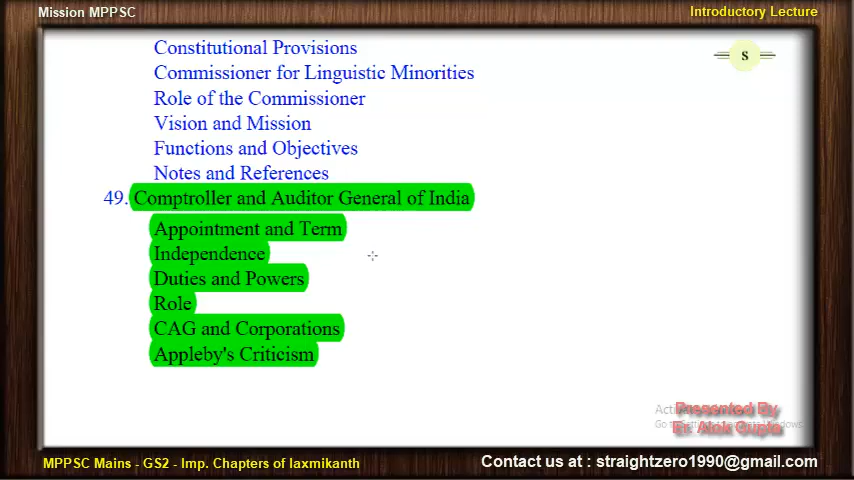 Mission MPPSC
Introductory Lecture
Constitutional Provisions
S
Commissioner for Linguistic Minorities
Role of the Commissioner
Vision and Mission
Functions and Objectives
Notes and References
49. Comptroller and Auditor General of India
Appointment and Term
Independence
Duties and Powers
Role
CAG and Corporations
Appleby's Criticism
Presented By
Er. Alok Gupta
MPPSC Mains - GS2 - Imp. Chapters of laxmikanth
Contact us at : straightzero1990@gmail.com